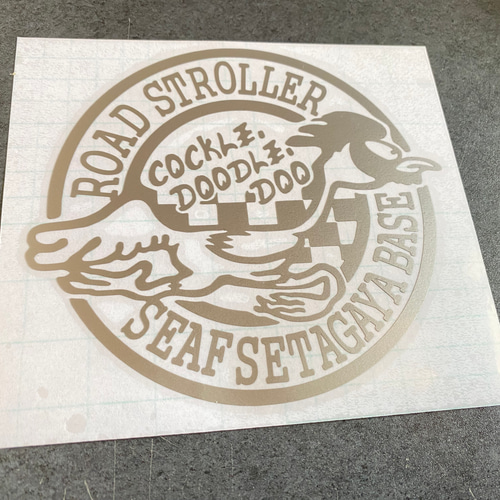 ROAD STROLLER
COCKLE.
DOODLE.
DOO
SEAF SETAGAYA BASE